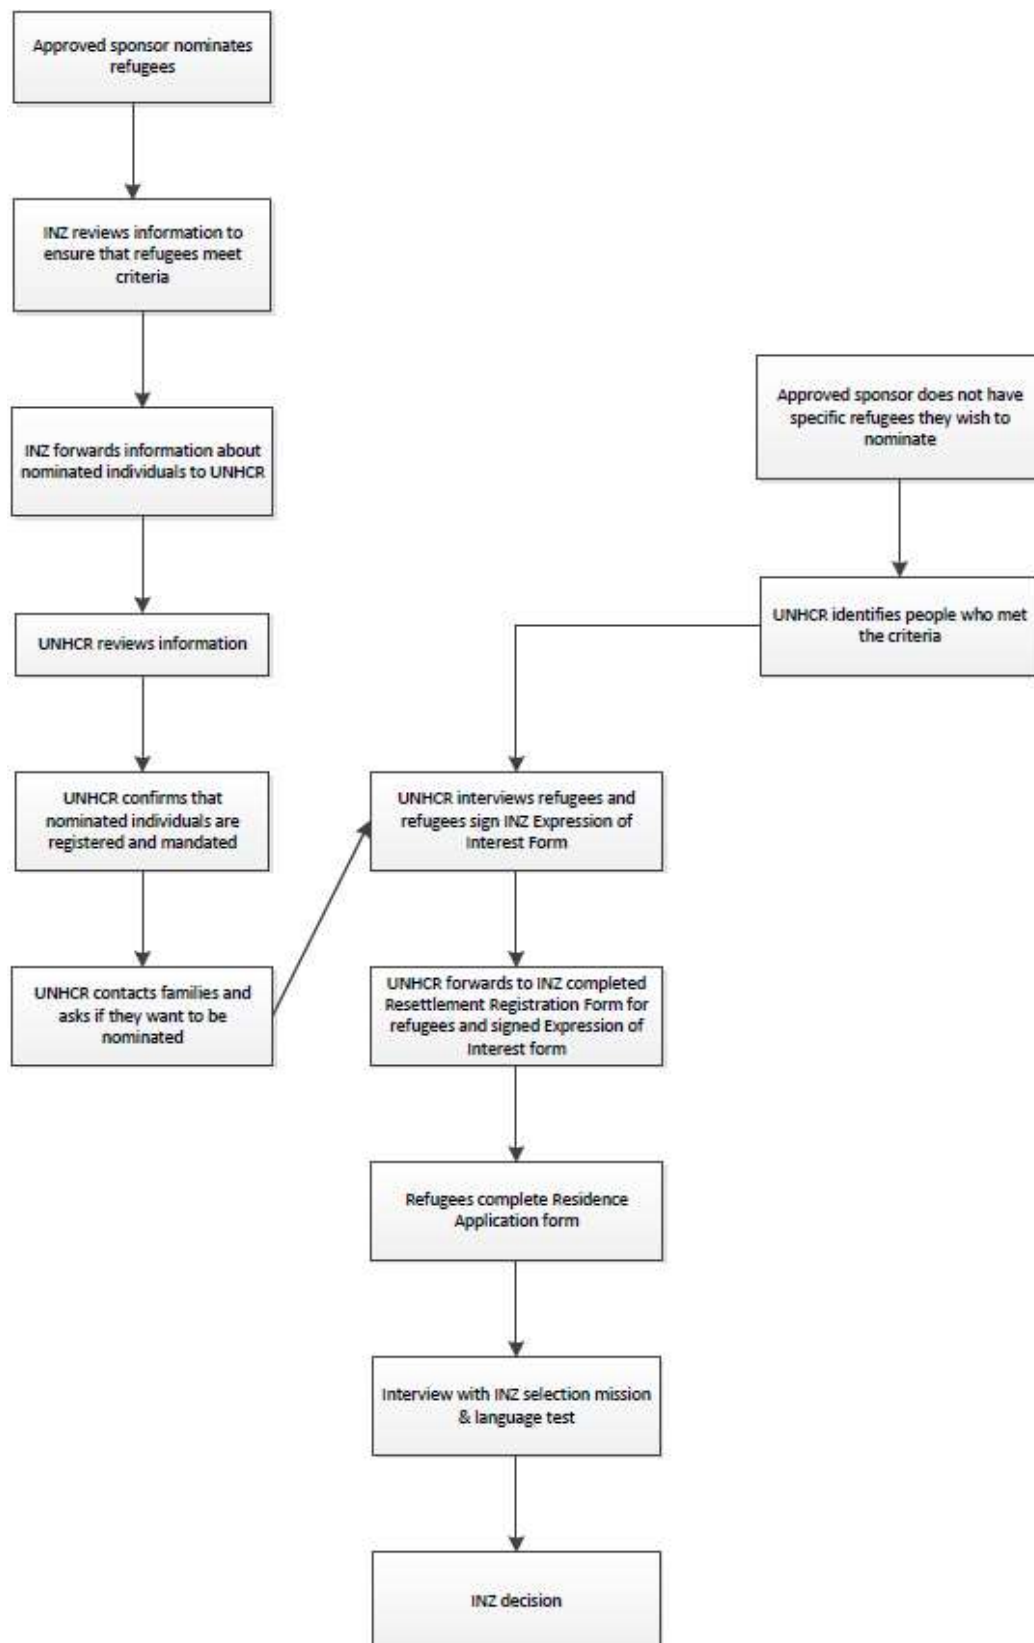 Approved sponsor nominates
refugees
INZ reviews information to
ensure that refugees meet
criteria
INZ forwards information about
nominated individuals to UNHCR
UNHCR reviews information
UNHCR confirms that
nominated individuals are
registered and mandated
UNHCR contacts families and
asks if they want to be
nominated
Approved sponsor does not have
specific refugees they wish to
nominate
UNHCR identifies people who met
the criteria
UNHCR interviews refugees and
refugees sign INZ Expression of
Interest Form
UNHCR forwards to INZ completed
Resettlement Registration Form for
refugees and signed Expression of
Interest form
Refugees complete Residence
Application form
Interview with INZ selection mission
& language test
INZ decision